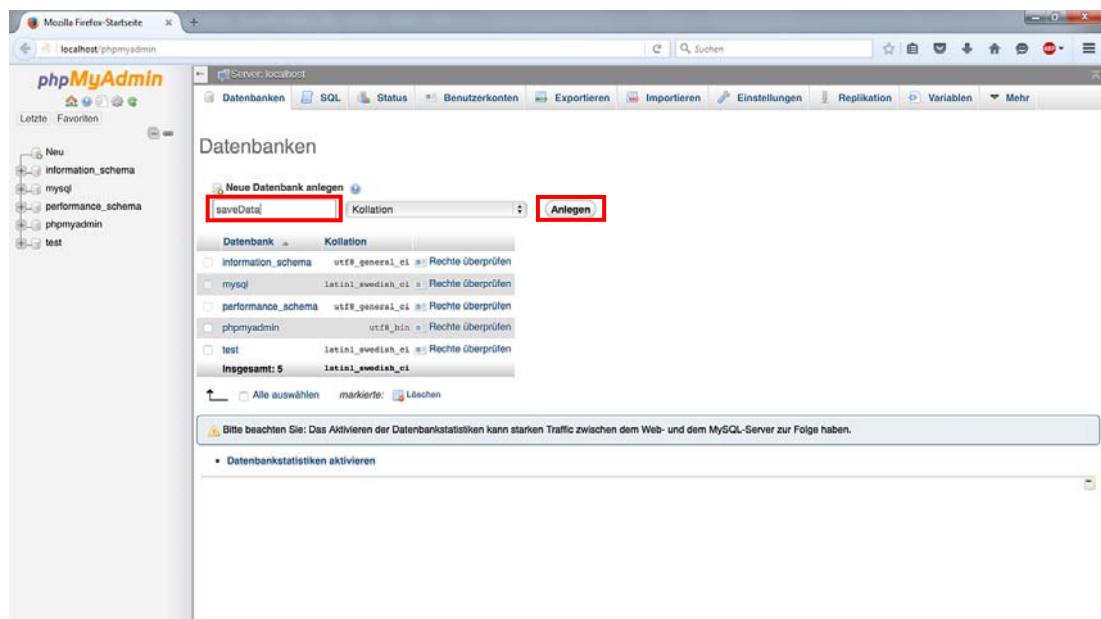 Mozilla Firefox-Startseite
localhost/phpmyadmin
Suchen
phpMyAdmin
Letzte Favoriten
Neu
information_schema
mysql
performance_schema
phpmyadmin
test
Server: localhost
Datenbanken SQL Status Benutzerkonten Exportieren Importieren Einstellungen Replikation Variablen Mehr
Datenbanken
Neue Datenbank anlegen
saveData Kollation Anlegen
Datenbank Kollation
information_schema utf8_general_ci Rechte überprüfen
mysql latin1_swedish_ci Rechte überprüfen
performance_schema utf8_general_ci Rechte überprüfen
phpmyadmin utf8_bin Rechte überprüfen
test latin1_swedish_ci Rechte überprüfen
Insgesamt: 5 latin1_swedish_ci
Alle auswählen markierte: Löschen
Bitte beachten Sie: Das Aktivieren der Datenbankstatistiken kann starken Traffic zwischen dem Web- und dem MySQL-Server zur Folge haben.
Datenbankstatistiken aktivieren